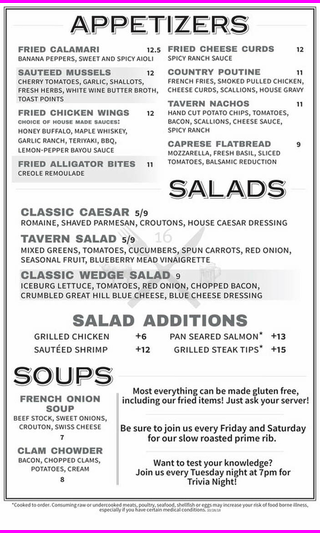 APPETIZERS
FRIED CALAMARI 12.5
BANANA PEPPERS, SWEET AND SPICY AIOLI
SAUTEED MUSSELS 12
CHERRY TOMATOES, GARLIC, SHALLOTS,
FRESH HERBS, WHITE WINE BUTTER BROTH,
TOAST POINTS
FRIED CHICKEN WINGS 12
CHOICE OF HOUSE MADE SAUCES:
HONEY BUFFALO, MAPLE WHISKEY,
GARLIC RANCH, TERIYAKI, BBQ,
LEMON-PEPPER BAYOU SAUCE
FRIED ALLIGATOR BITES 11
CREOLE REMOULADE
FRIED CHEESE CURDS 12
SPICY RANCH SAUCE
COUNTRY POUTINE 11
FRENCH FRIES, SMOKED PULLED CHICKEN,
CHEESE CURDS, SCALLIONS, HOUSE GRAVY
TAVERN NACHOS 11
HAND CUT POTATO CHIPS, TOMATOES,
BACON, SCALLIONS, CHEESE SAUCE,
SPICY RANCH
CAPRESE FLATBREAD 9
MOZZARELLA, FRESH BASIL, SLICED
TOMATOES, BALSAMIC REDUCTION
SALADS
CLASSIC CAESAR 5/9
ROMAINE, SHAVED PARMESAN, CROUTONS, HOUSE CAESAR DRESSING
TAVERN SALAD 5/9
16
MIXED GREENS, TOMATOES, CUCUMBERS, SPUN CARROTS, RED ONION,
SEASONAL FRUIT, BLUEBERRY MEAD VINAIGRETTE
CLASSIC WEDGE SALAD 9
ICEBURG LETTUCE, TOMATOES, RED ONION, CHOPPED BACON,
CRUMBLED GREAT HILL BLUE CHEESE, BLUE CHEESE DRESSING
SALAD ADDITIONS
GRILLED CHICKEN +6 PAN SEARED SALMON* +13
SAUTÉED SHRIMP +12 GRILLED STEAK TIPS* +15
SOUPS
FRENCH ONION
SOUP
BEEF STOCK, SWEET ONIONS,
CROUTON, SWISS CHEESE
7
CLAM CHOWDER
BACON, CHOPPED CLAMS,
POTATOES, CREAM
8
Most everything can be made gluten free,
including our fried items! Just ask your server!
Be sure to join us every Friday and Saturday
for our slow roasted prime rib.
Want to test your knowledge?
Join us every Tuesday night at 7pm for
Trivia Night!
*Cooked to order. Consuming raw or undercooked meats, poultry, seafood, shellfish or eggs may increase your risk of food borne illness,
especially if you have certain medical conditions.